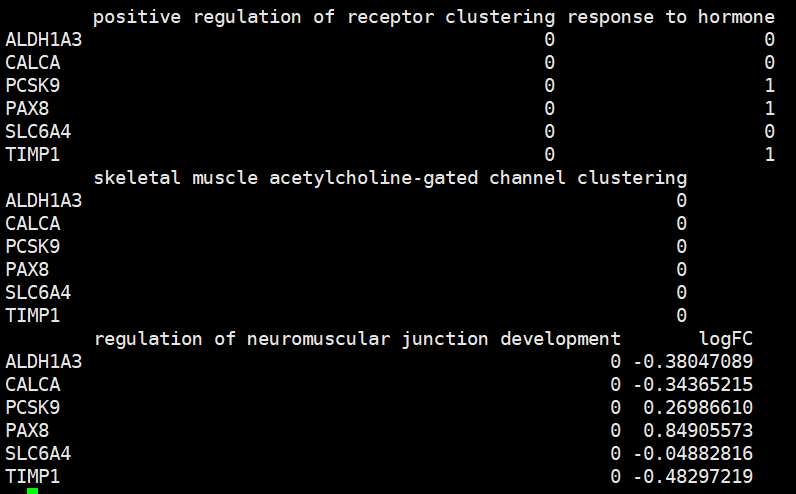 positive regulation of receptor clustering response to hormone
ALDH1A3 0 0
CALCA 0 0
PCSK9 0 1
PAX8 0 1
SLC6A4 0 0
TIMP1 0 1
skeletal muscle acetylcholine-gated channel clustering
ALDH1A3 0
CALCA 0
PCSK9 0
PAX8 0
SLC6A4 0
TIMP1 0
regulation of neuromuscular junction development logFC
ALDH1A3 0 -0.38047089
CALCA 0 -0.34365215
PCSK9 0 0.26986610
PAX8 0 0.84905573
SLC6A4 0 -0.04882816
TIMP1 0 -0.48297219